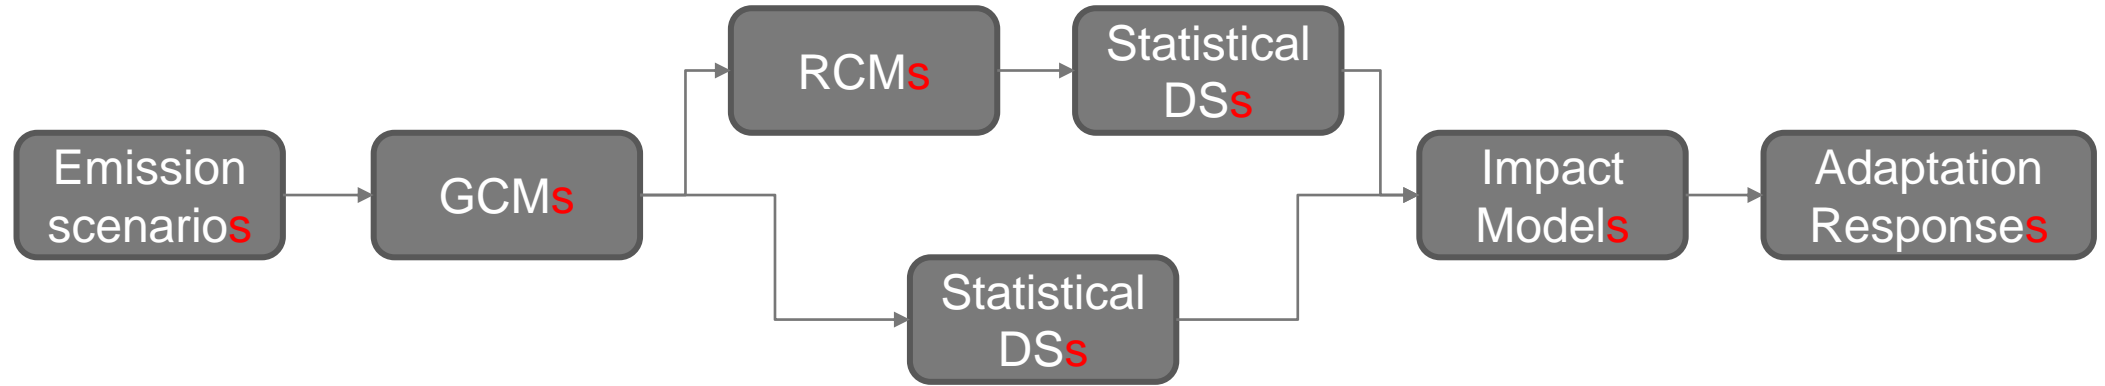 Emission
scenarios
GCMs
RCMs
Statistical
DSs
Statistical
DSs
Impact
Models
Adaptation
Responses